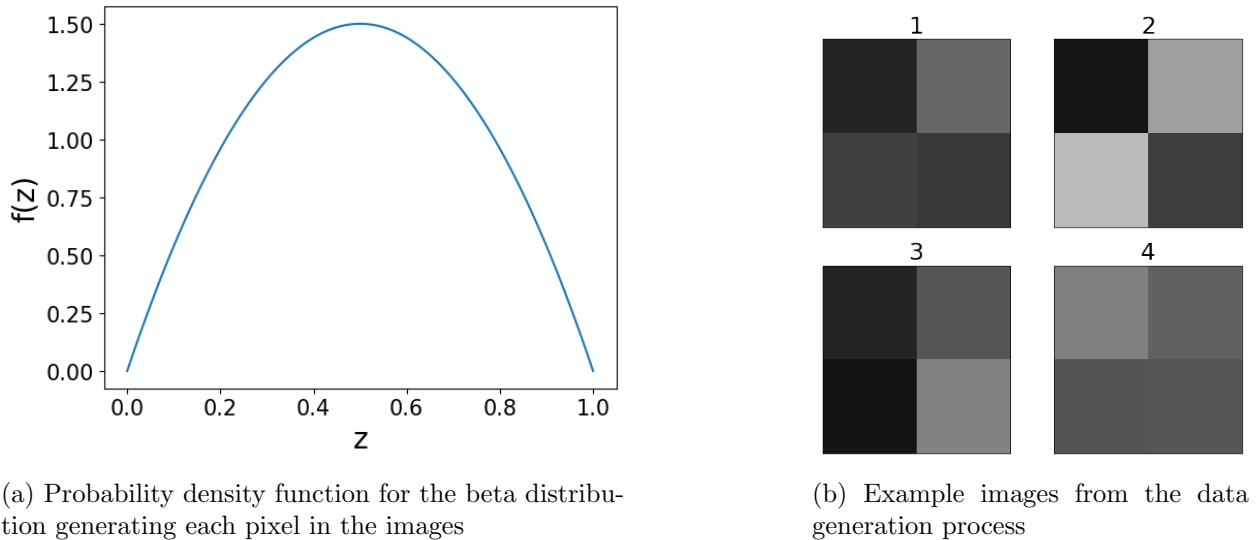 1.50
1.25
1.00
0.75
0.50
0.25
0.00
f(z)
0.0 0.2 0.4 0.6 0.8 1.0
z
(a) Probability density function for the beta distribu-
tion generating each pixel in the images
1 2
3 4
(b) Example images from the data
generation process